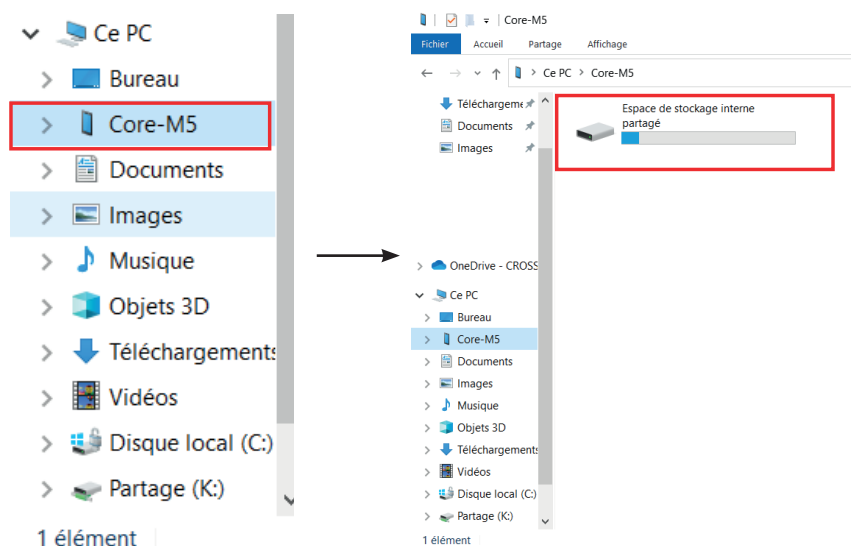 Ce PC
Bureau
Core-M5
Documents
Images
Musique
Objets 3D
Téléchargements
Vidéos
Disque local (C:)
Partage (K:)
1 élément
Core-M5
Fichier Accueil Partage Affichage
Ce PC > Core-M5
Téléchargeme
Documents
Images
OneDrive - CROSS
Ce PC
Bureau
Core-M5
Documents
Images
Musique
Objets 3D
Téléchargements
Vidéos
Disque local (C:)
Partage (K:)
1 élément
Espace de stockage interne
partagé